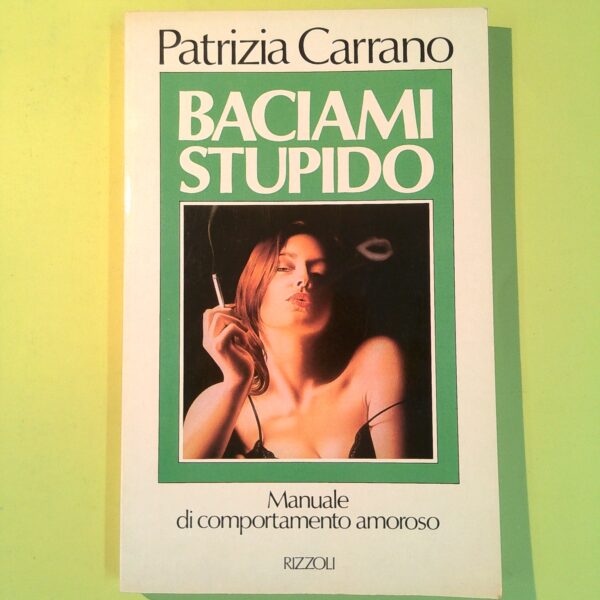 Patrizia Carrano
BACIAMI
STUPIDO
Manuale
di comportamento amoroso
RIZZOLI